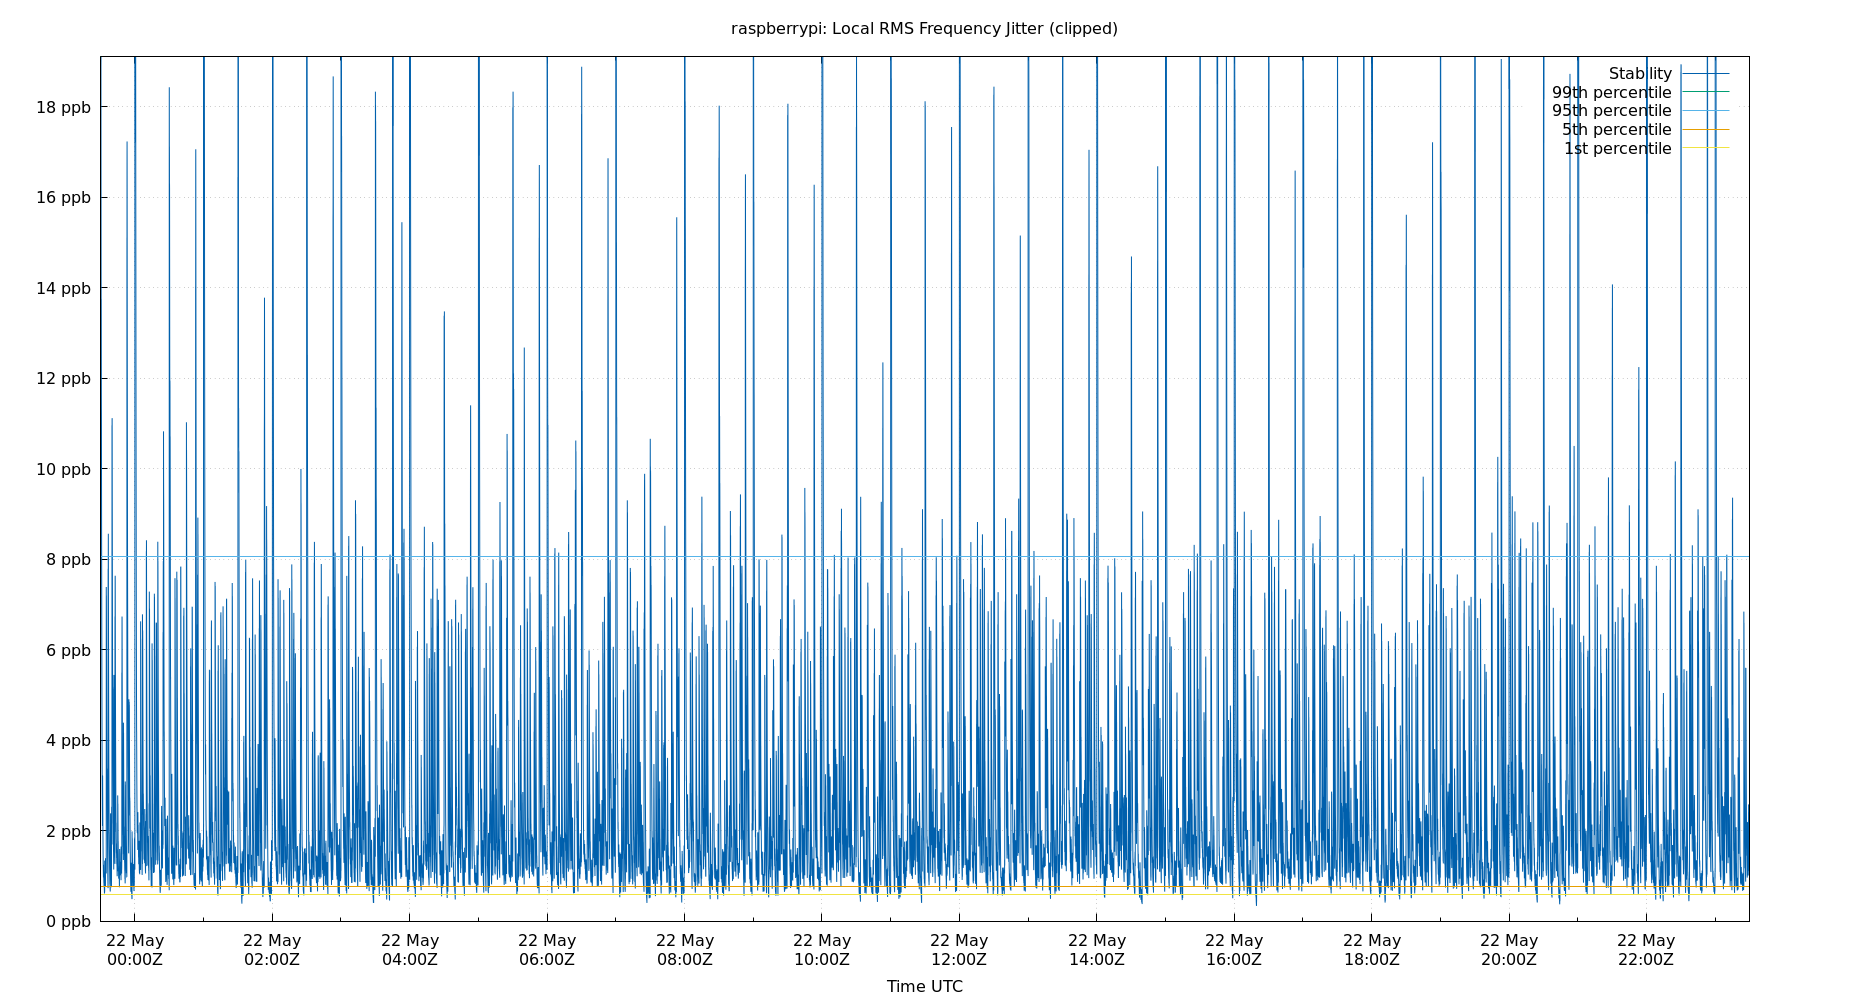 raspberrypi: Local RMS Frequency Jitter (clipped)
Stability
99th percentile
95th percentile
5th percentile
1st percentile
18 ppb
16 ppb
14 ppb
12 ppb
10 ppb
8 ppb
6 ppb
4 ppb
2 ppb
0 ppb
22 May 22 May 22 May 22 May 22 May 22 May 22 May 22 May 22 May 22 May 22 May 22 May
00:00Z 02:00Z 04:00Z 06:00Z 08:00Z 10:00Z 12:00Z 14:00Z 16:00Z 18:00Z 20:00Z 22:00Z
Time UTC